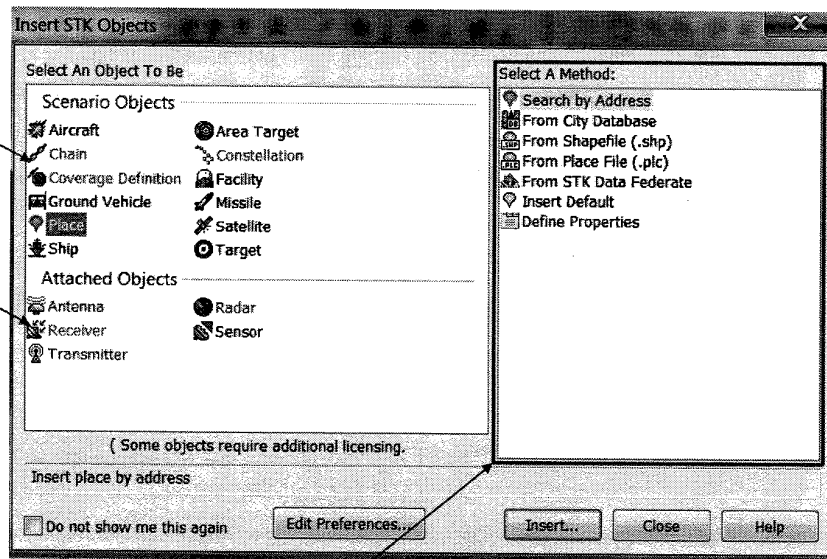 Insert STK Objects
Select An Object To Be
Scenario Objects
Aircraft
Area Target
Chain
Constellation
Coverage Definition
Facility
Ground Vehicle
Missile
Place
Satellite
Ship
Target
Attached Objects
Antenna
Radar
Receiver
Sensor
Transmitter
( Some objects require additional licensing.
Insert place by address
Do not show me this again
Edit Preferences...
Select A Method:
Search by Address
From City Database
From Shapefile (.shp)
From Place File (.plc)
From STK Data Federate
Insert Default
Define Properties
Insert...
Close
Help